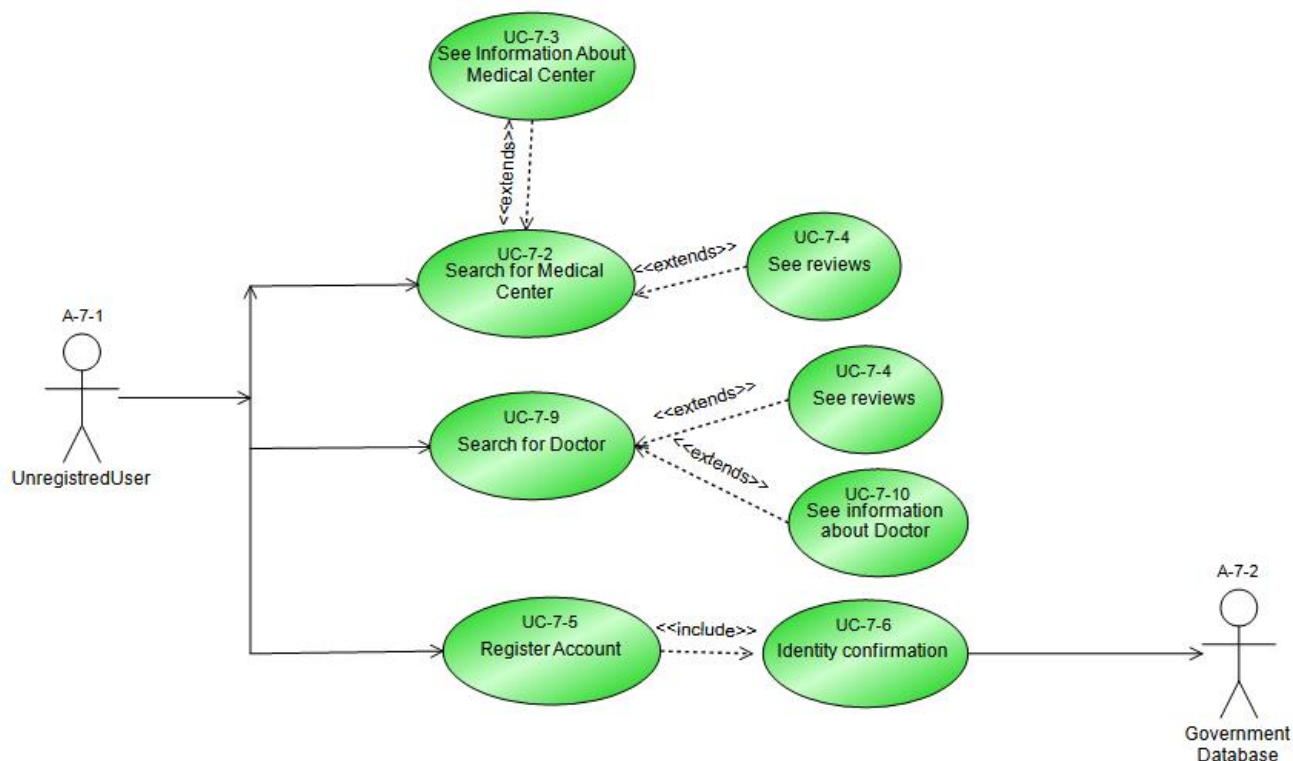 UC-7-3
See Information About
Medical Center
<<extends>>
UC-7-2
Search for Medical
Center
<<extends>>
UC-7-4
See reviews
A-7-1
UnregistredUser
UC-7-9
Search for Doctor
<<extends>>
UC-7-4
See reviews
<<extends>>
UC-7-10
See information
about Doctor
UC-7-5
Register Account
<<include>>
UC-7-6
Identity confirmation
A-7-2
Government
Database